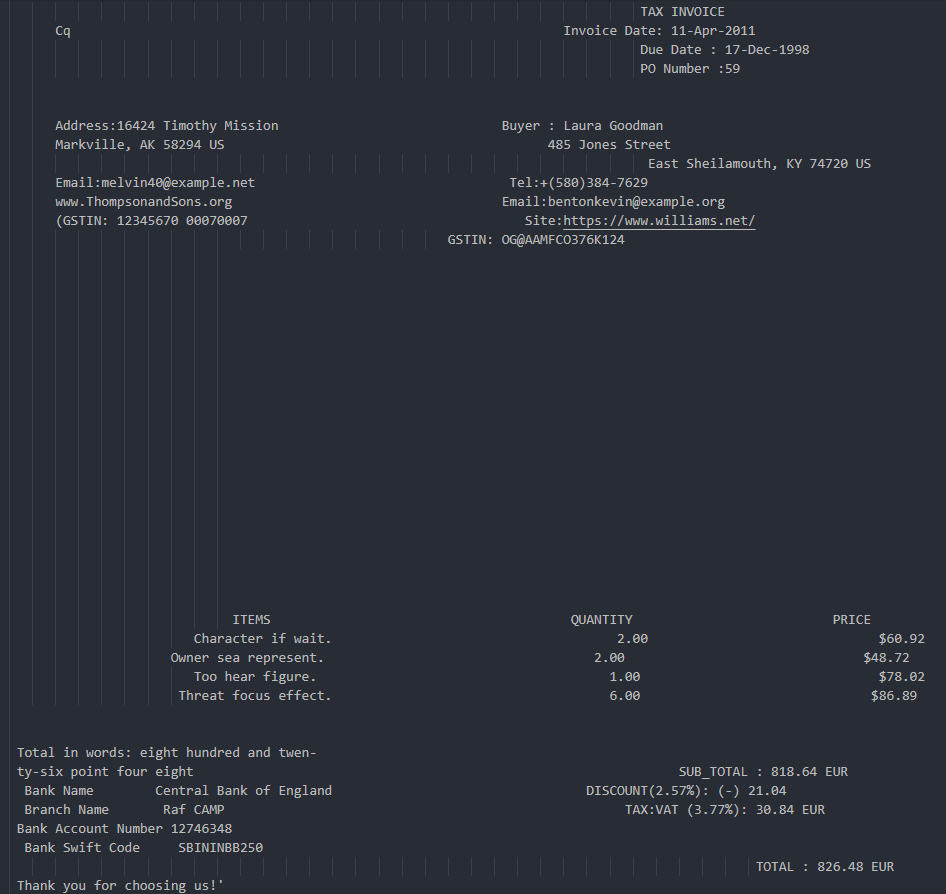 TAX INVOICE
Cq Invoice Date: 11-Apr-2011
Due Date : 17-Dec-1998
PO Number :59
Address:16424 Timothy Mission Buyer : Laura Goodman
Markville, AK 58294 US 485 Jones Street
East Sheilamouth, KY 74720 US
Email:melvin40@example.net Tel:+(580)384-7629
www.ThompsonandSons.org Email:bentonkevin@example.org
(GSTIN: 12345670 00070007 Site:https://www.williams.net/
GSTIN: OG@AAMFCO376K124
ITEMS QUANTITY PRICE
Character if wait. 2.00 $60.92
Owner sea represent. 2.00 $48.72
Too hear figure. 1.00 $78.02
Threat focus effect. 6.00 $86.89
Total in words: eight hundred and twen-
ty-six point four eight SUB_TOTAL : 818.64 EUR
Bank Name Central Bank of England DISCOUNT(2.57%): (-) 21.04
Branch Name Raf CAMP TAX:VAT (3.77%): 30.84 EUR
Bank Account Number 12746348
Bank Swift Code SBININBB250
TOTAL : 826.48 EUR
Thank you for choosing us!'